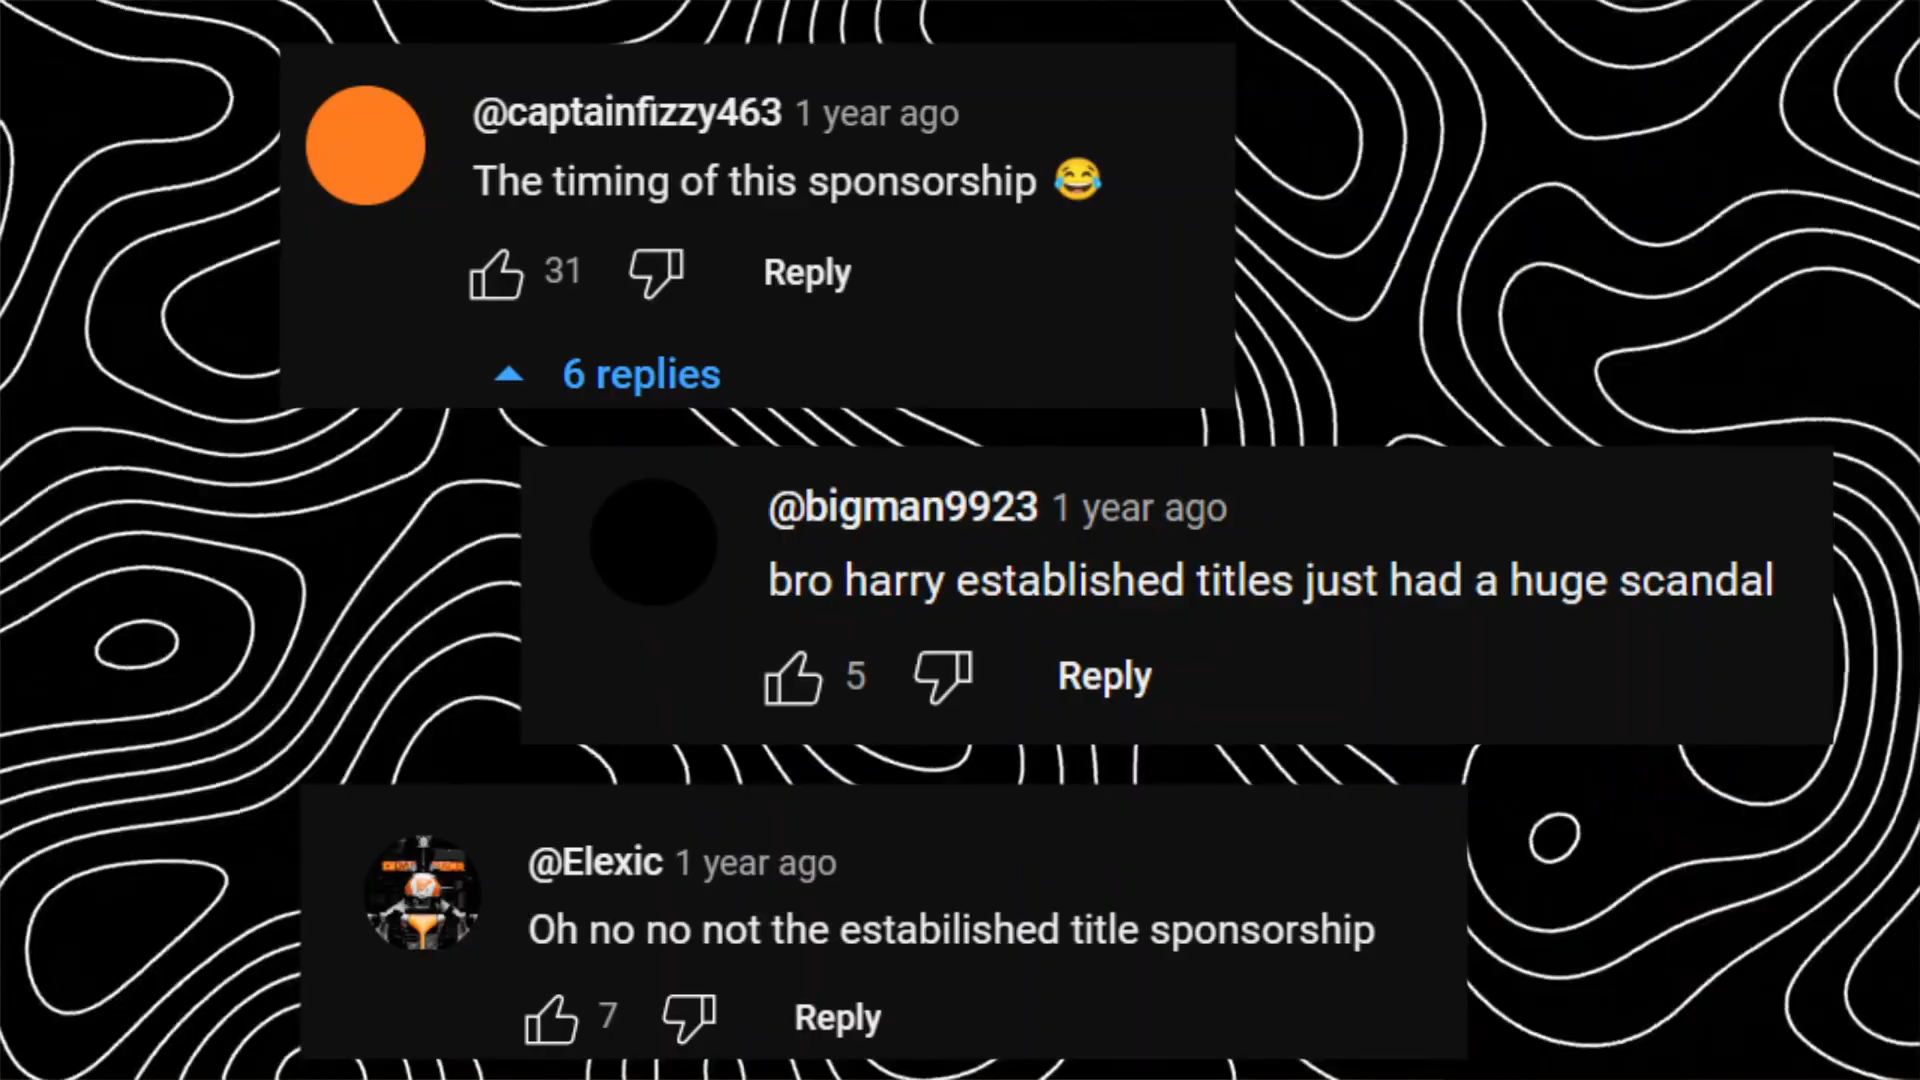 @captainfizzy463 1 year ago
The timing of this sponsorship 😂
31 Reply
6 replies
@bigman9923 1 year ago
bro harry established titles just had a huge scandal
5 Reply
@Elexic 1 year ago
Oh no no not the estabilished title sponsorship
7 Reply